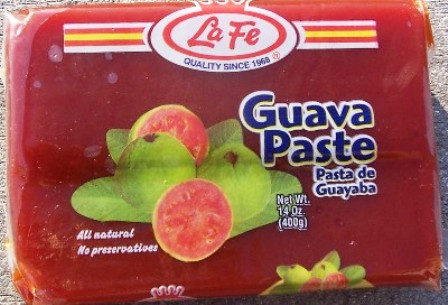 La Fe
QUALITY SINCE 1968 ®
Guava
Paste
Pasta de
Guayaba
Net Wt.
14 Oz.
(400g)
All natural
No preservatives